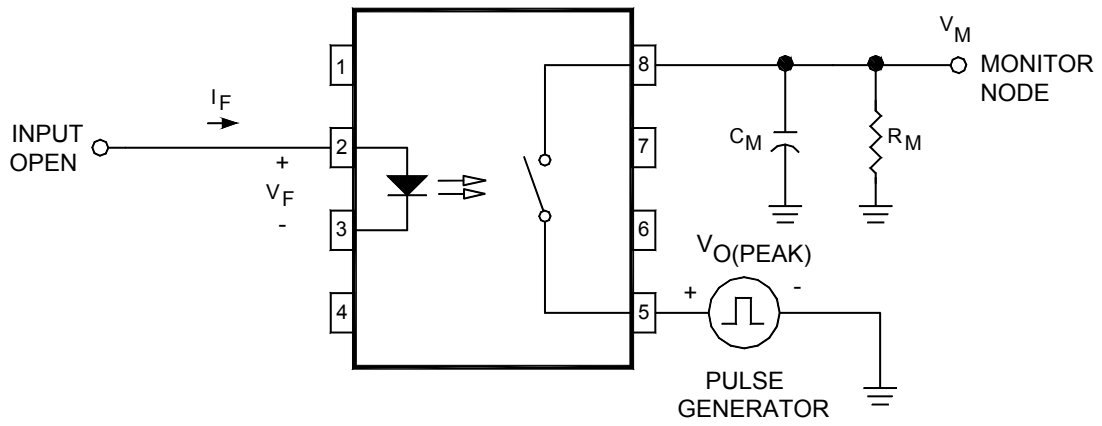 V_M
1
8
MONITOR
NODE
I_F
INPUT
OPEN
2
7
C_M
R_M
+
V_F
-
3
6
V_O(PEAK)
+
-
4
5
PULSE
GENERATOR